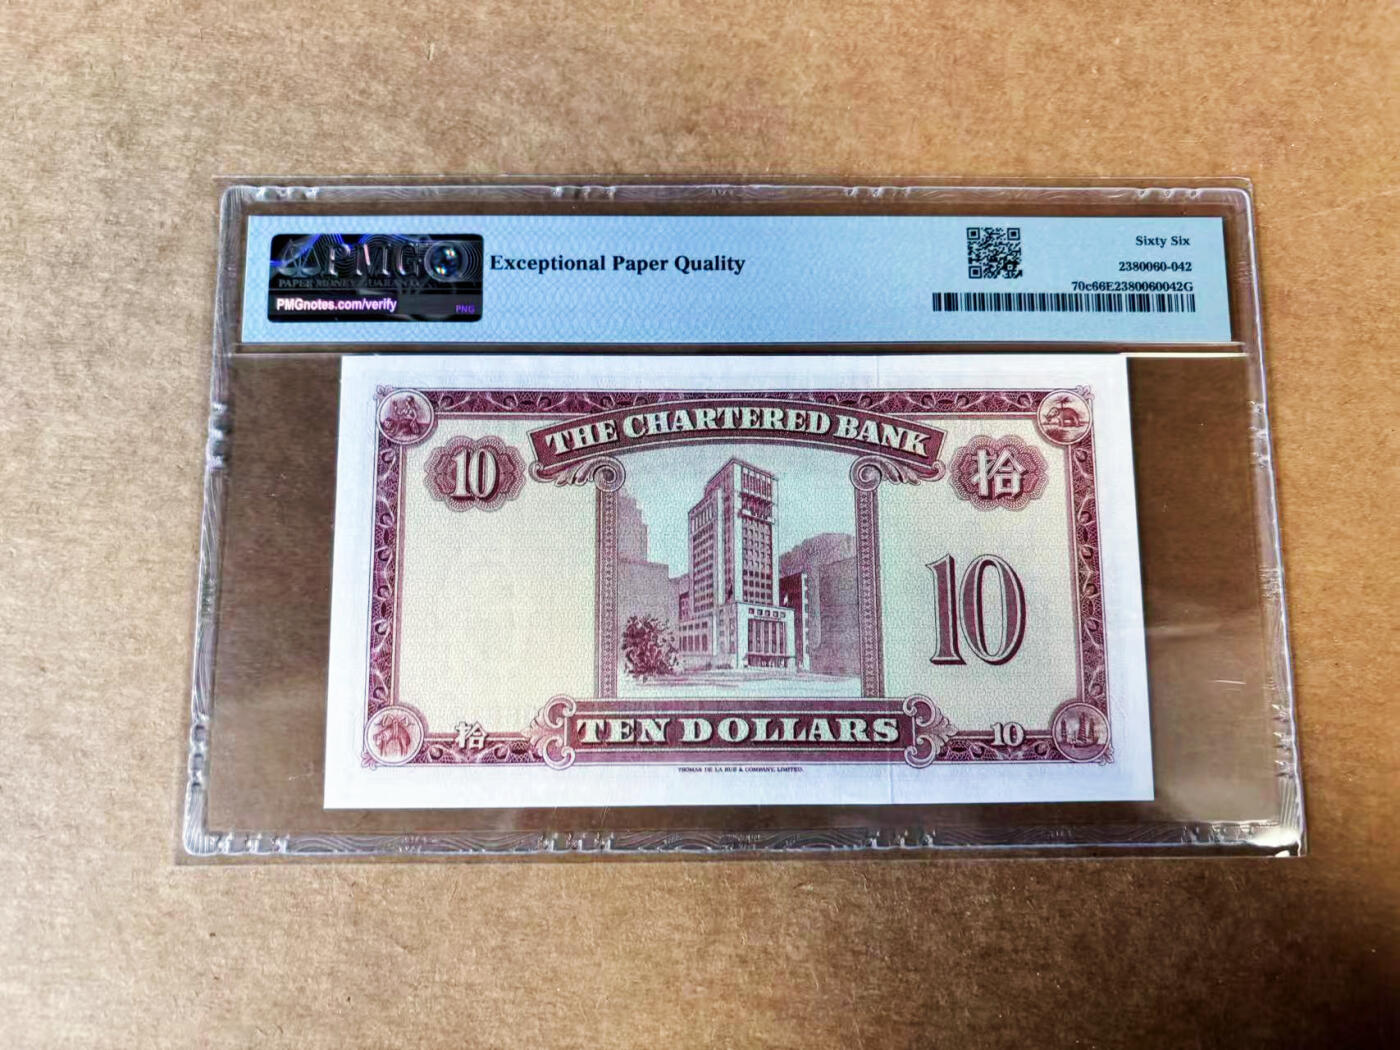 PMG
PAPER MONEY GUARANTY
PMGnotes.com/verify
PNG
Exceptional Paper Quality
Sixty Six
2380060-042
70c66E2380060042G
THE CHARTERED BANK
10
拾
10
拾
TEN DOLLARS
10
THOMAS DE LA RUE & COMPANY, LIMITED.